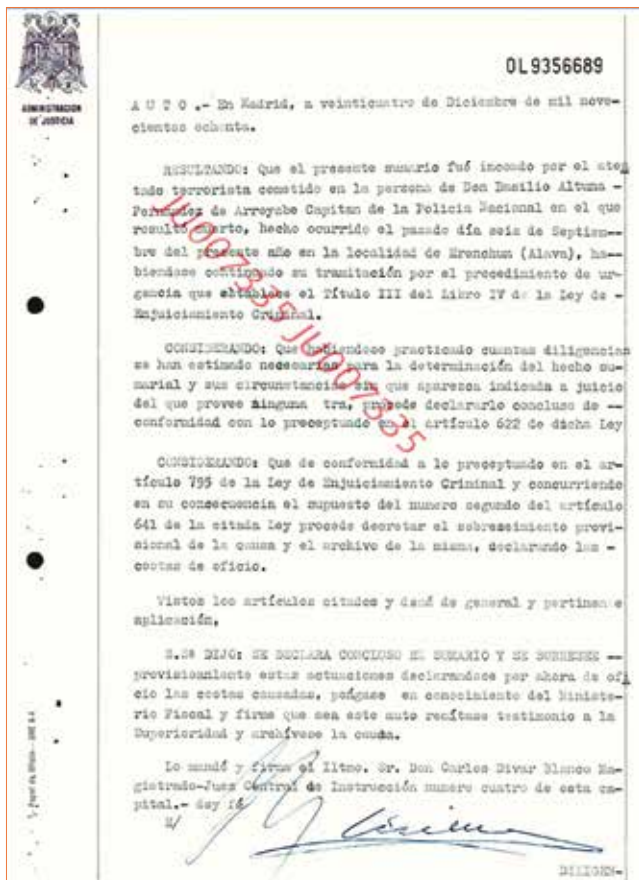 OL9356689
ADMINISTRACION
DE JUSTICIA
A U T O .- En Madrid, a veinticuatro de Diciembre de mil nove-
cientos ochenta.
RESULTANDO: Que el presente sumario fué incoado por el aten
tado terrorista cometido en la persona de Don Basilio Altuna -
Fernandez de Arroyabe Capitan de la Policia Nacional en el que
resultó muerto, hecho ocurrido el pasado día seis de Septiem--
bre del presente año en la localidad de Erenchum (Alava), ha--
biendose continuado su tramitación por el procedimiento de ur-
gencia que establece el Título III del Libro IV de la Ley de -
Enjuiciamiento Criminal.
CONSIDERANDO: Que habiendose practicado cuantas diligencias
se han estimado necesarias para la determinación del hecho su-
marial y sus circunstancias sin que aparezca indicada a juicio
del que provee ninguna tra, procede declararlo concluso de --
conformidad con lo preceptuado en el artículo 622 de dicha Ley
CONSIDERANDO: Que de conformidad a lo preceptuado en el ar-
tículo 795 de la Ley de Enjuiciamiento Criminal y concurriendo
en su consecuencia el supuesto del numero segundo del artículo
641 de la citada Ley procede decretar el sobreseimiento provi-
sional de la causa y el archivo de la misma, declarando las -
costas de oficio.
Vistos los artículos citados y demá de general y pertinente
aplicación,
S.Sª DIJO: SE DECLARA CONCLUSO EL SUMARIO Y SE SOBRESEE --
provisionalmente estas actuaciones declarandose por ahora de ofi
cio las costas causadas, póngase en conocimiento del Ministe-
rio Fiscal y firme que sea este auto remítase testimonio a la
Superioridad y archívese la causa.
Lo mandó y firma el Iltmo. Sr. Don Carlos Divar Blanco Ma-
gistrado-Juez Central de Instrucción numero cuatro de esta ca-
pital.- doy fé
E/
DILIGEN-
JU007335 JU007335